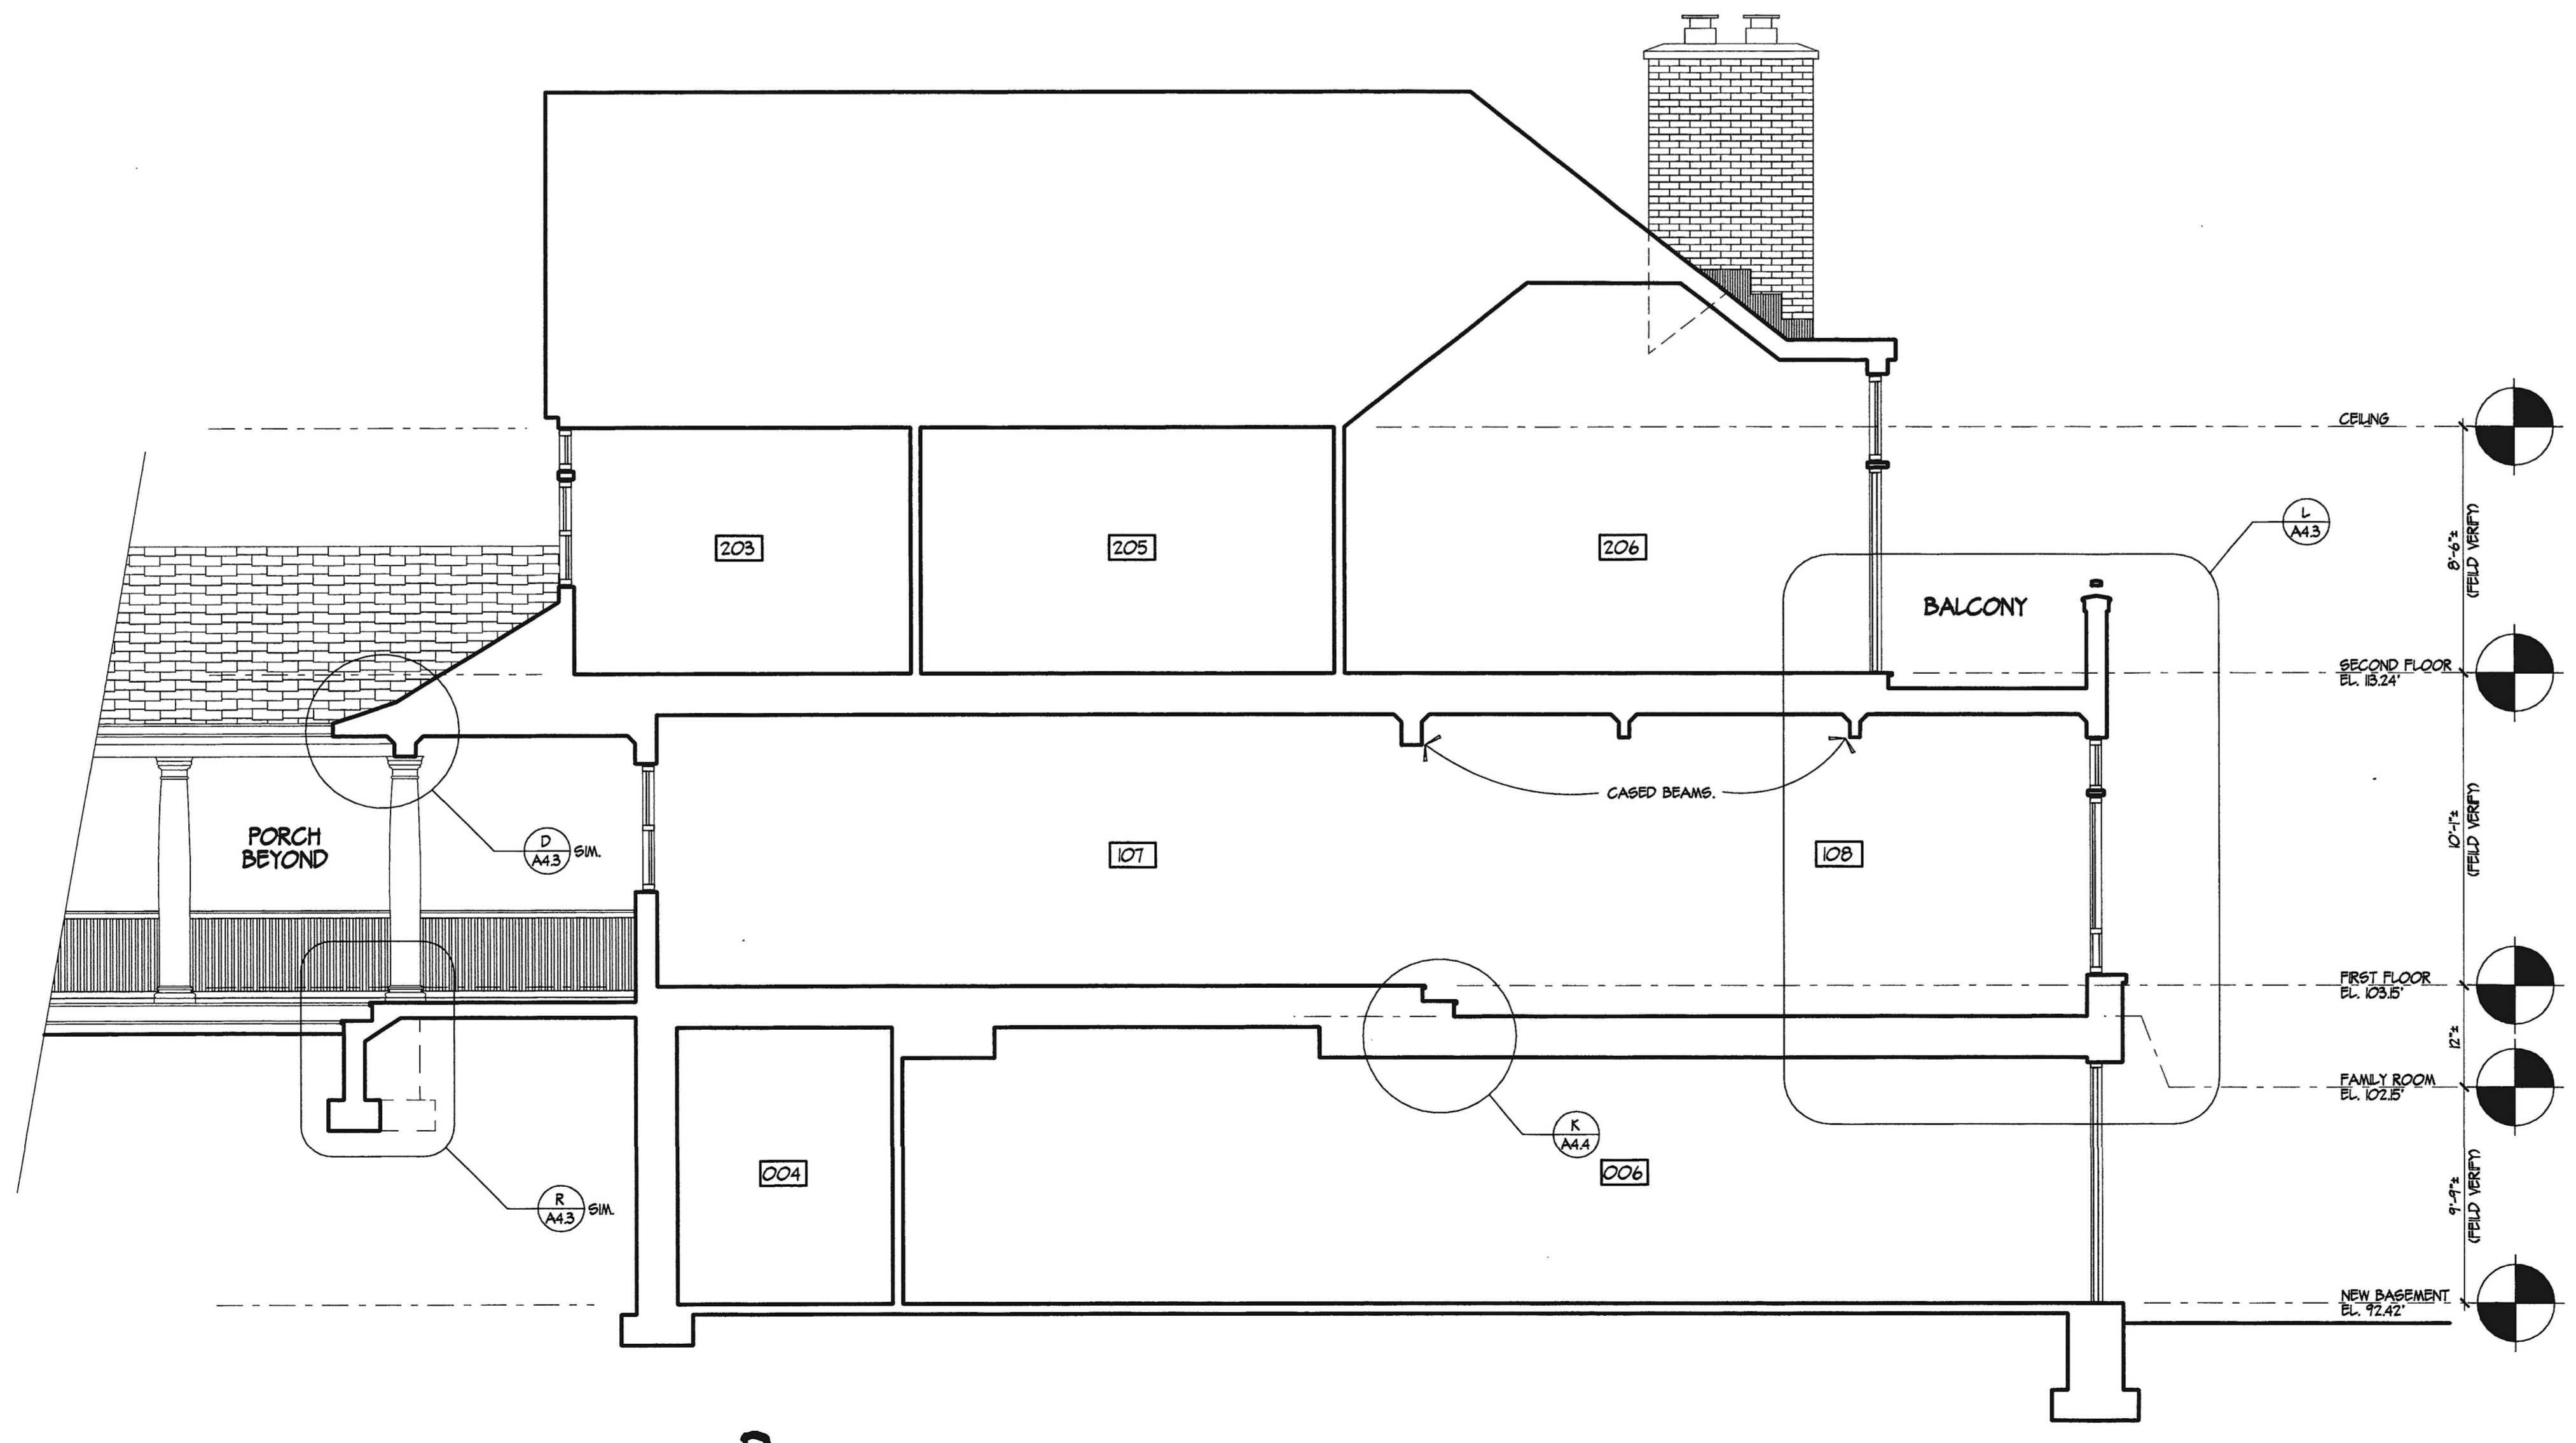 CEILING
8'-6"±
(FEILD VERIFY)
L
A4.3
203
205
206
BALCONY
SECOND FLOOR
EL. 113.24'
CASED BEAMS.
10'-1"±
(FEILD VERIFY)
PORCH
BEYOND
D
A4.3
SIM.
107
108
FIRST FLOOR
EL. 103.15'
12"±
FAMILY ROOM
EL. 102.15'
K
A4.4
004
006
9'-9"±
(FEILD VERIFY)
R
A4.3
SIM.
NEW BASEMENT
EL. 92.42'